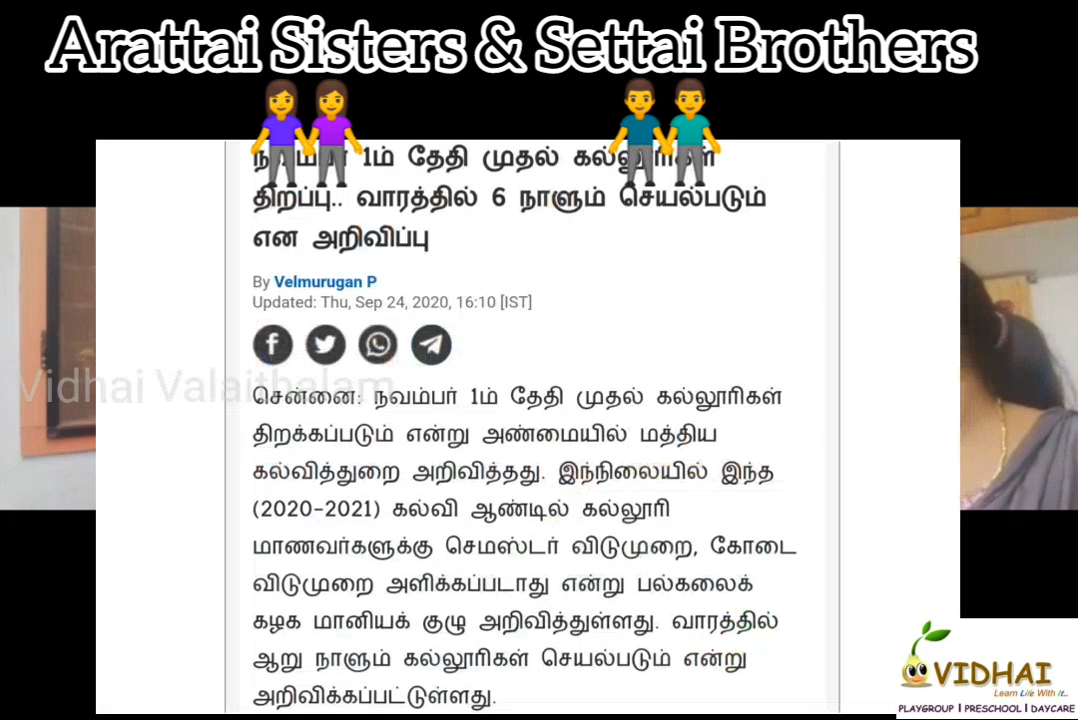 Arattai Sisters & Settai Brothers
நவம்பர் 1ம் தேதி முதல் கல்லூரிகள்
திறப்பு.. வாரத்தில் 6 நாளும் செயல்படும்
என அறிவிப்பு
By Velmurugan P
Updated: Thu, Sep 24, 2020, 16:10 [IST]
Vidhai Valaithalam
சென்னை: நவம்பர் 1ம் தேதி முதல் கல்லூரிகள்
திறக்கப்படும் என்று அண்மையில் மத்திய
கல்வித்துறை அறிவித்தது. இந்நிலையில் இந்த
(2020-2021) கல்வி ஆண்டில் கல்லூரி
மாணவர்களுக்கு செமஸ்டர் விடுமுறை, கோடை
விடுமுறை அளிக்கப்படாது என்று பல்கலைக்
கழக மானியக் குழு அறிவித்துள்ளது. வாரத்தில்
ஆறு நாளும் கல்லூரிகள் செயல்படும் என்று
அறிவிக்கப்பட்டுள்ளது.
VIDHAI
Learn Life With it..
PLAYGROUP | PRESCHOOL | DAYCARE